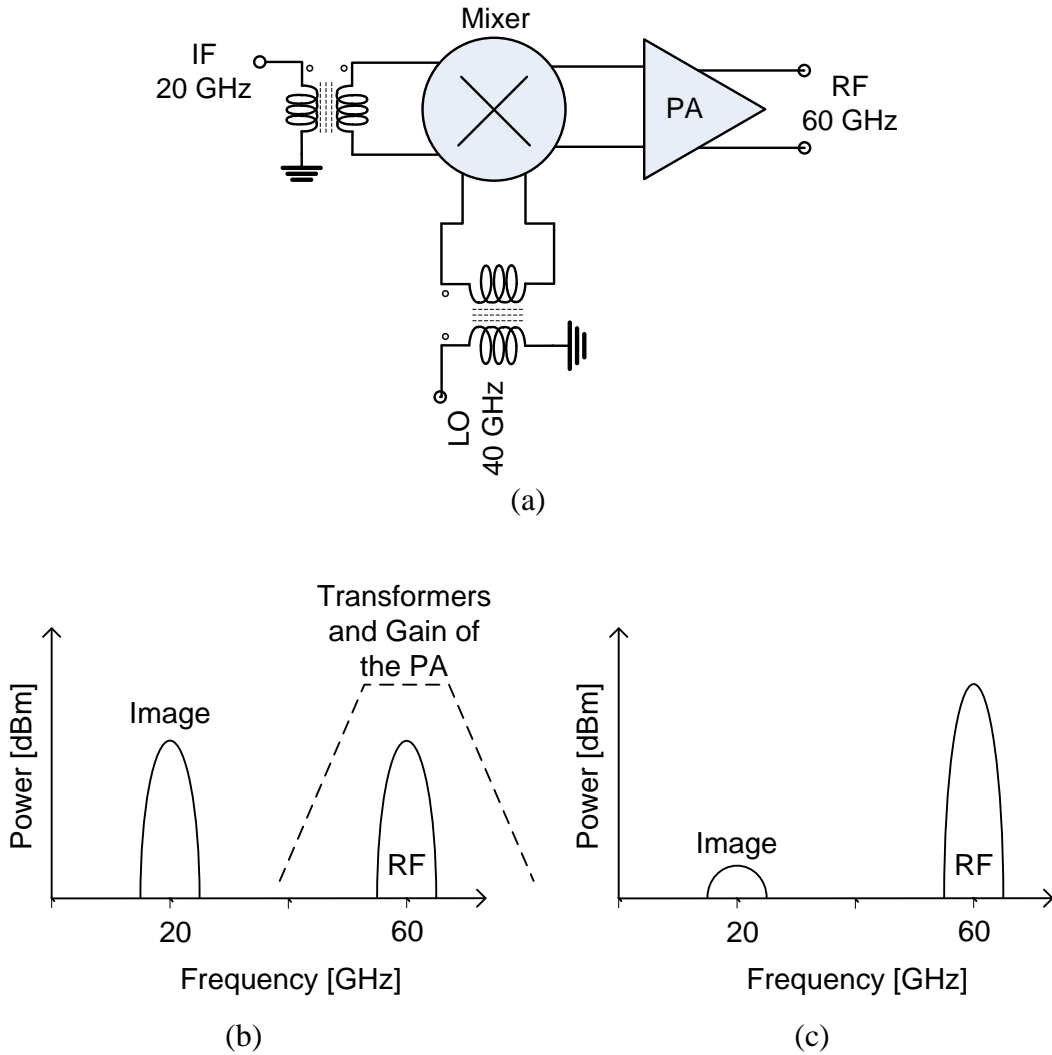 Mixer
IF
20 GHz
PA
RF
60 GHz
LO
40 GHz
(a)
Transformers
and Gain of
the PA
Image
RF
Power [dBm]
20
60
Frequency [GHz]
(b)
Image
RF
Power [dBm]
20
60
Frequency [GHz]
(c)